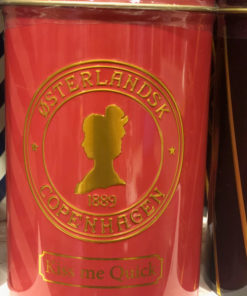 ØSTERLANDSK
1889
COPENHAGEN
Kiss me Quick